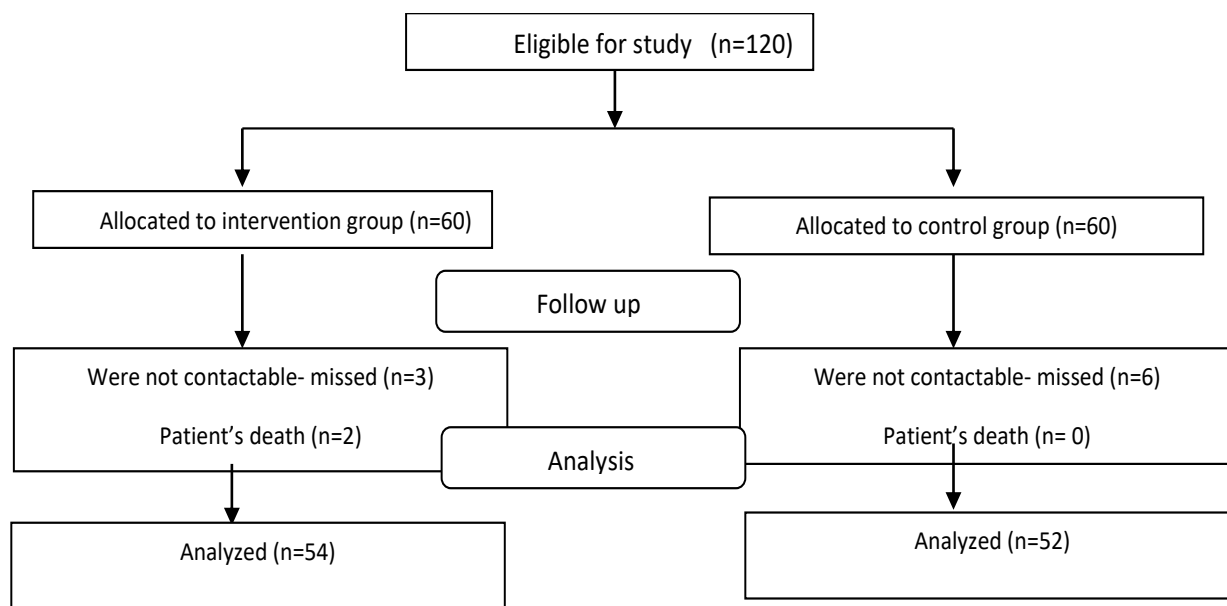 Eligible for study (n=120)
Allocated to intervention group (n=60)
Allocated to control group (n=60)
Follow up
Were not contactable- missed (n=3)
Patient’s death (n=2)
Were not contactable- missed (n=6)
Patient’s death (n= 0)
Analysis
Analyzed (n=54)
Analyzed (n=52)